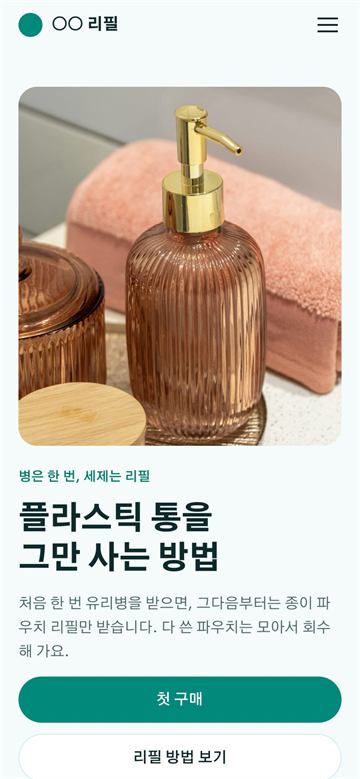 ○○ 리필
병은 한 번, 세제는 리필
플라스틱 통을
그만 사는 방법
처음 한 번 유리병을 받으면, 그다음부터는 종이 파
우치 리필만 받습니다. 다 쓴 파우치는 모아서 회수
해 가요.
첫 구매
리필 방법 보기